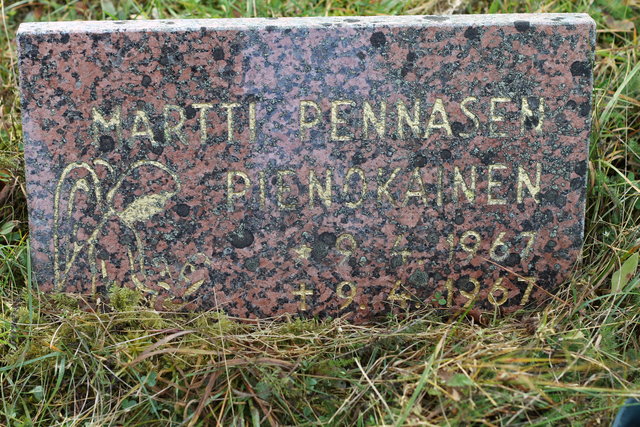 MARTTI PENNASEN
PIENOKAINEN
* 9.4.1967
+ 9.4.1967